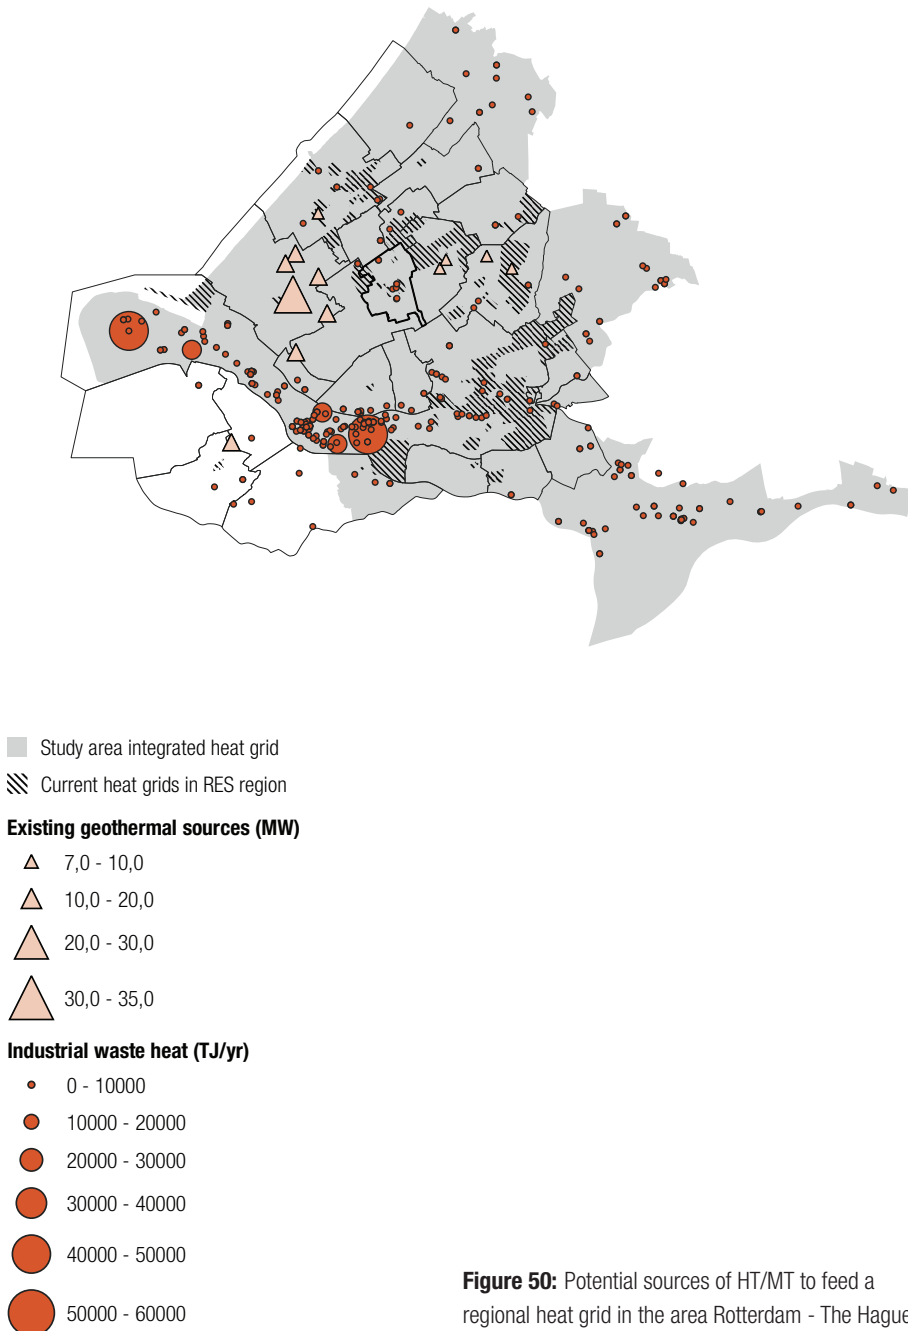 Study area integrated heat grid
Current heat grids in RES region
Existing geothermal sources (MW)
7,0 - 10,0
10,0 - 20,0
20,0 - 30,0
30,0 - 35,0
Industrial waste heat (TJ/yr)
0 - 10000
10000 - 20000
20000 - 30000
30000 - 40000
40000 - 50000
50000 - 60000
Figure 50: Potential sources of HT/MT to feed a
regional heat grid in the area Rotterdam - The Hague